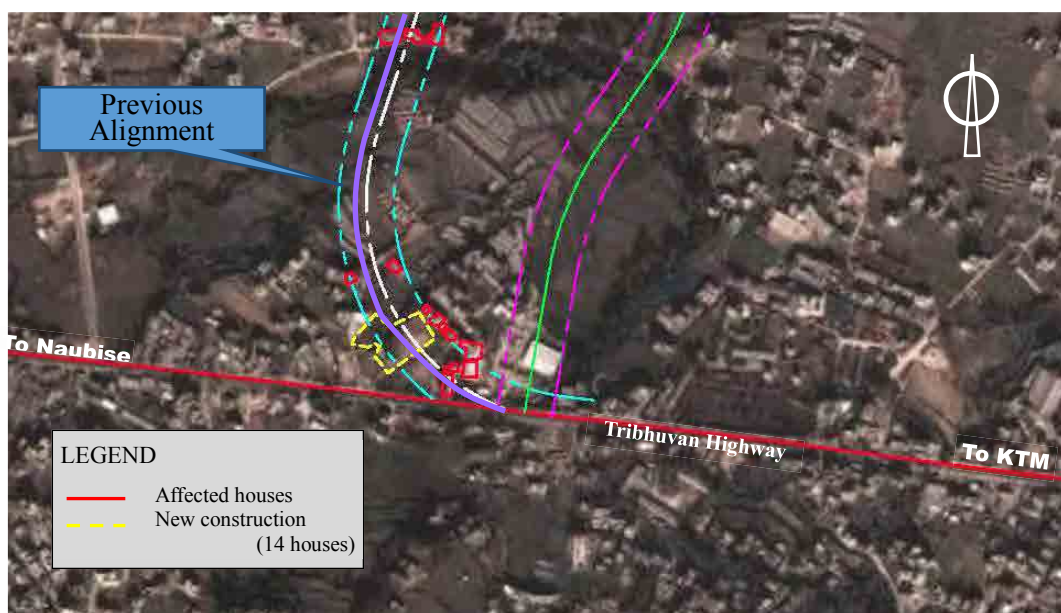 Previous
Alignment
To Naubise
Tribhuvan Highway
To KTM
LEGEND
Affected houses
New construction
(14 houses)